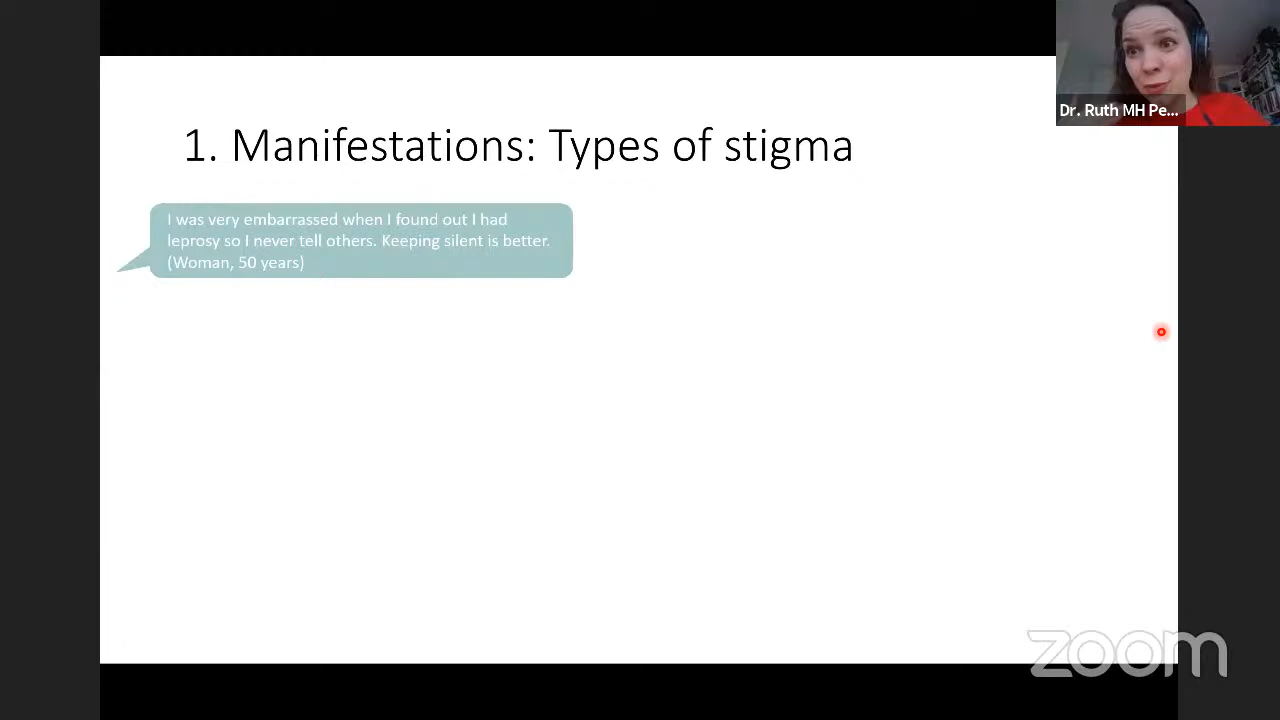 Dr. Ruth MH Pe...
1. Manifestations: Types of stigma
I was very embarrassed when I found out I had
leprosy so I never tell others. Keeping silent is better.
(Woman, 50 years)
zoom